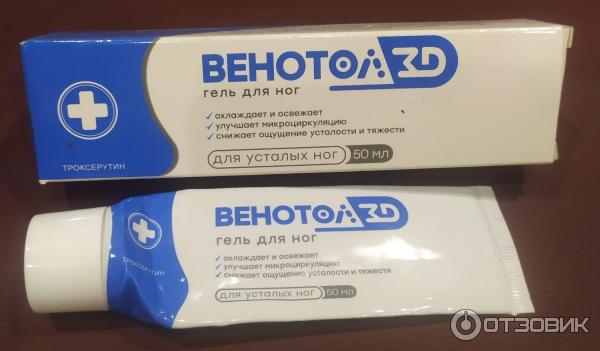 ВЕНОТОЛ 3D
гель для ног
✓ охлаждает и освежает
✓ улучшает микроциркуляцию
✓ снижает ощущение усталости и тяжести
для усталых ног 50 мл
ТРОКСЕРУТИН
ВЕНОТОЛ 3D
гель для ног
✓ охлаждает и освежает
✓ улучшает микроциркуляцию
✓ снижает ощущение усталости и тяжести
для усталых ног 50 мл
ТРОКСЕРУТИН
ОТЗОВИК